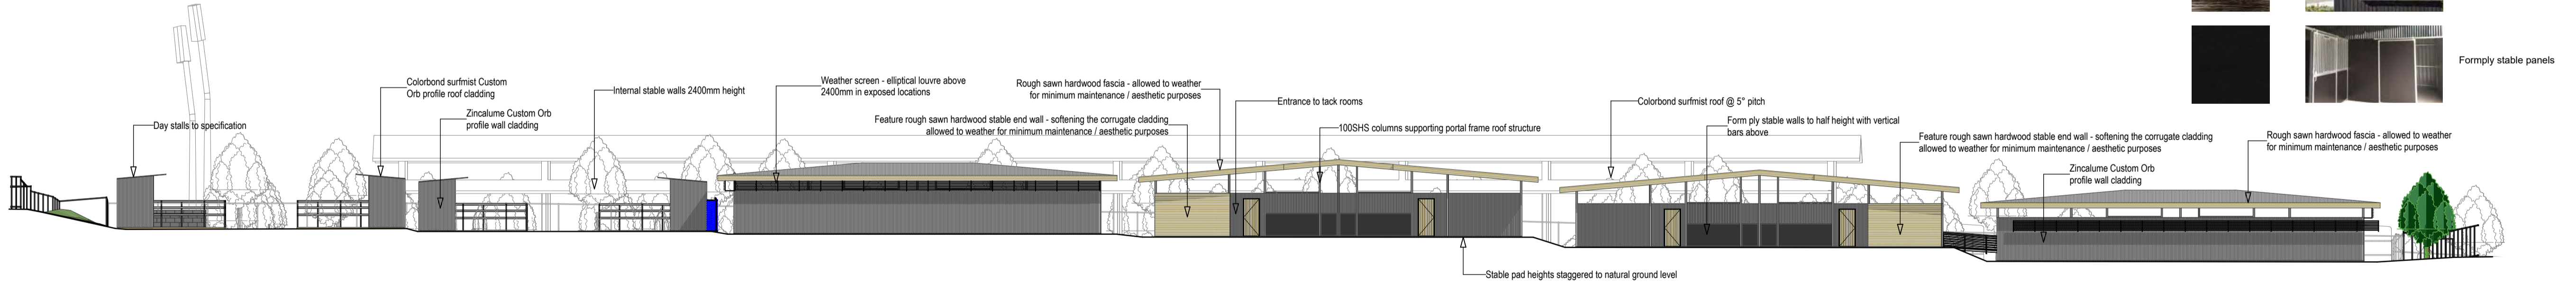 Day stalls to specification
Colorbond surfmist Custom
Orb profile roof cladding
Zincalume Custom Orb
profile wall cladding
Internal stable walls 2400mm height
Weather screen - elliptical louvre above
2400mm in exposed locations
Rough sawn hardwood fascia - allowed to weather
for minimum maintenance / aesthetic purposes
Feature rough sawn hardwood stable end wall - softening the corrugate cladding
allowed to weather for minimum maintenance / aesthetic purposes
Entrance to tack rooms
100SHS columns supporting portal frame roof structure
Stable pad heights staggered to natural ground level
Colorbond surfmist roof @ 5° pitch
Form ply stable walls to half height with vertical
bars above
Feature rough sawn hardwood stable end wall - softening the corrugate cladding
allowed to weather for minimum maintenance / aesthetic purposes
Zincalume Custom Orb
profile wall cladding
Rough sawn hardwood fascia - allowed to weather
for minimum maintenance / aesthetic purposes
Formply stable panels